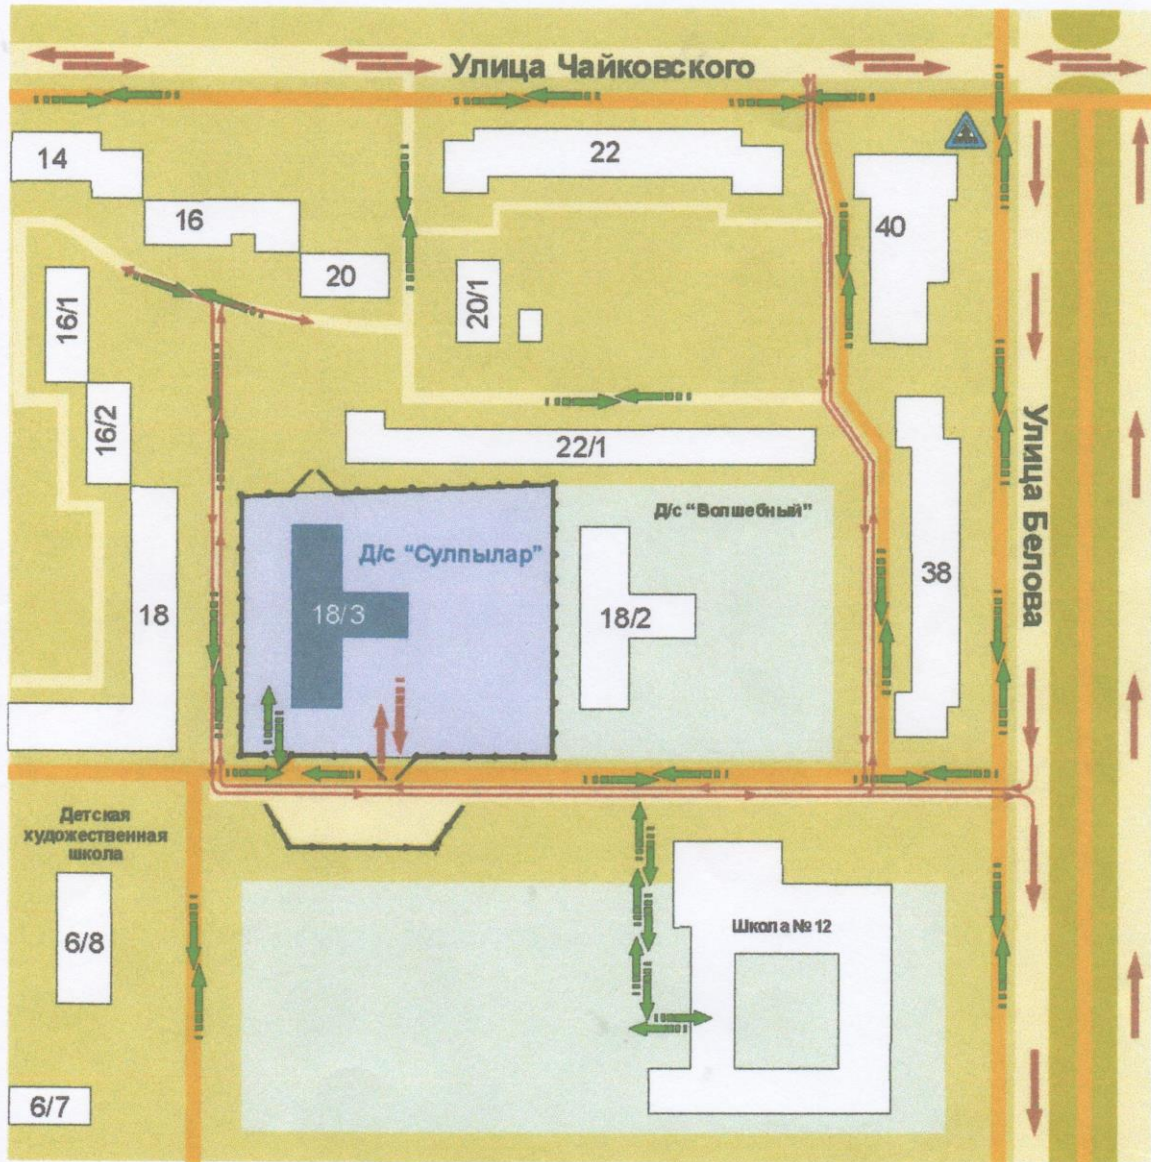 Улица Чайковского
14
22
16
40
20
16/1
20/1
16/2
22/1
Улица Белова
Д/с "Волшебный"
Д/с "Сулпылар"
38
18
18/3
18/2
Детская
художественная
школа
6/8
Школа № 12
6/7